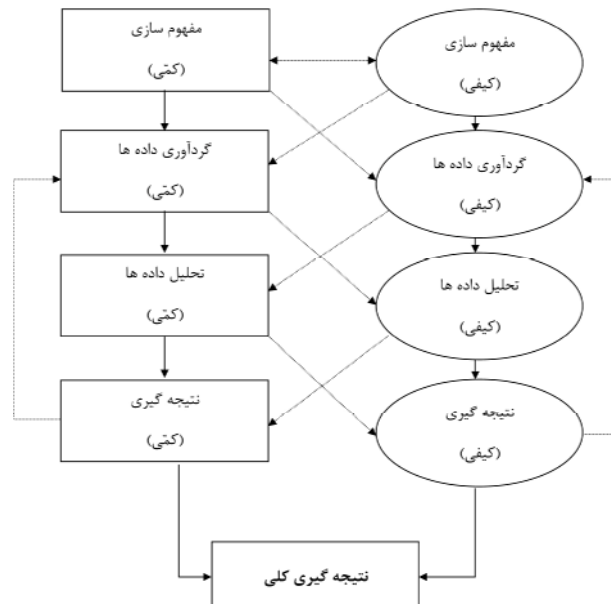 مفهوم سازی
(کیفی)
مفهوم سازی
(کمّی)
گردآوری داده ها
(کیفی)
گردآوری داده ها
(کمّی)
تحلیل داده ها
(کیفی)
تحلیل داده ها
(کمّی)
نتیجه گیری
(کیفی)
نتیجه گیری
(کمّی)
نتیجه گیری کلی